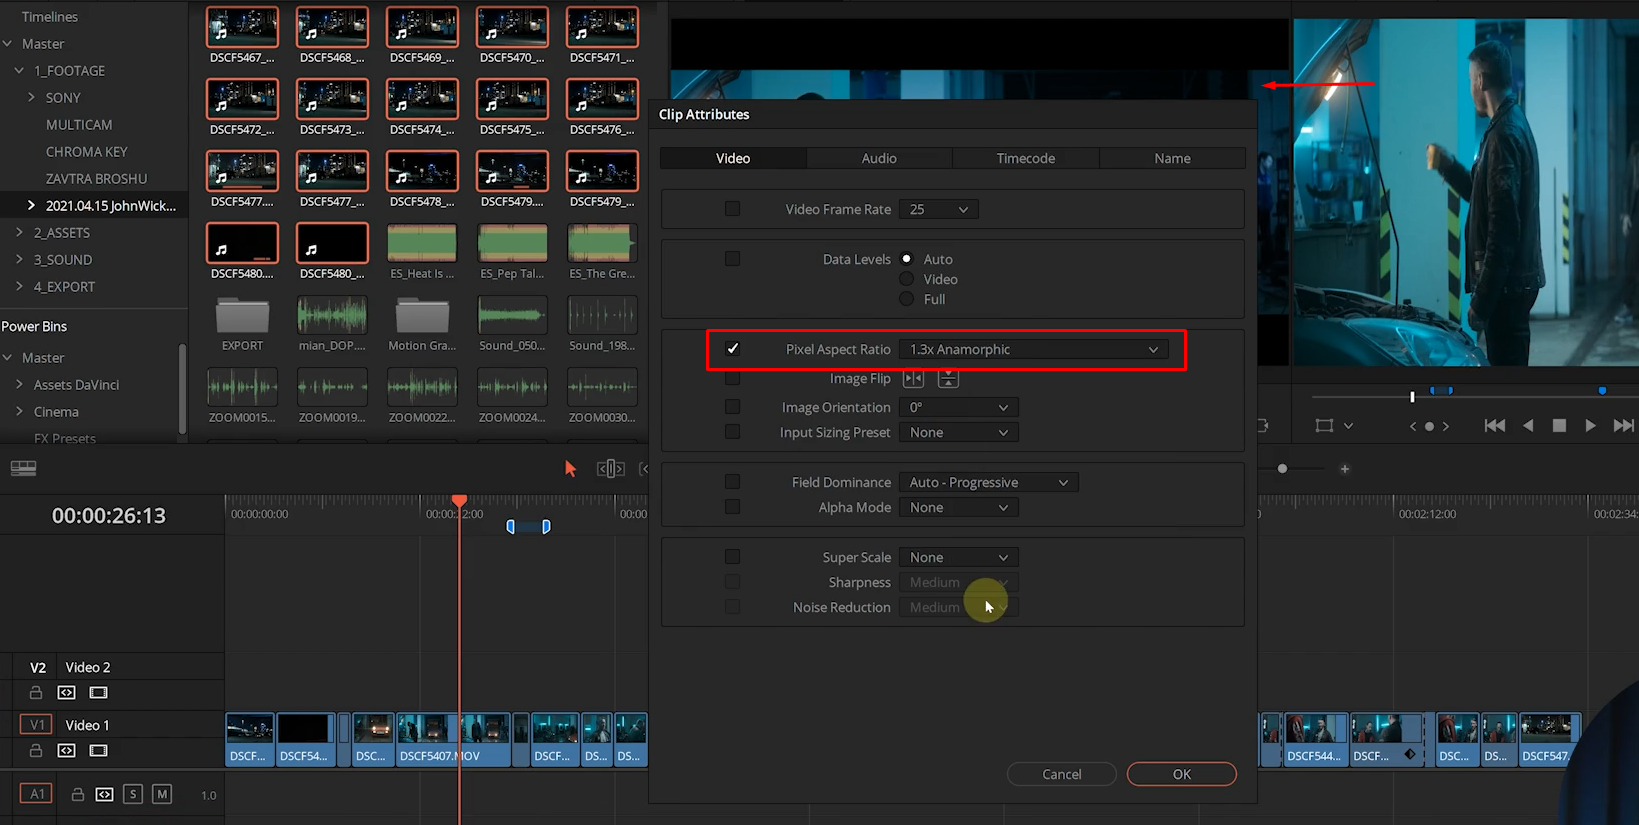 Timelines
Master
1_FOOTAGE
SONY
MULTICAM
CHROMA KEY
ZAVTRA BROSHU
2021.04.15 JohnWick...
2_ASSETS
3_SOUND
4_EXPORT
Power Bins
Master
Assets DaVinci
Cinema
FX Presets
DSCF5467_... DSCF5468_... DSCF5469_... DSCF5470_... DSCF5471_...
DSCF5472_... DSCF5473_... DSCF5474_... DSCF5475_... DSCF5476_...
DSCF5477.... DSCF5477_... DSCF5478_... DSCF5479.... DSCF5479_...
DSCF5480.... DSCF5480_... ES_Heat Is ... ES_Pep Tal... ES_The Gre...
EXPORT mian_DOP.... Motion Gra... Sound_050... Sound_198...
ZOOM0015... ZOOM0019... ZOOM0022... ZOOM0024... ZOOM0030...
Clip Attributes
Video Audio Timecode Name
Video Frame Rate 25
Data Levels Auto
Video
Full
Pixel Aspect Ratio 1.3x Anamorphic
Image Flip
Image Orientation 0°
Input Sizing Preset None
Field Dominance Auto - Progressive
Alpha Mode None
Super Scale None
Sharpness Medium
Noise Reduction Medium
Cancel OK
00:00:26:13
00:00:00:00 00:00:22:00 00:00 00:02:12:00 00:02:34:
V2 Video 2
V1 Video 1
DSCF... DSCF54... DSC... DSCF5407.MOV DSCF... DS... DS... DSCF544... DSCF... DSC... DS... DSCF547
A1 S M 1.0